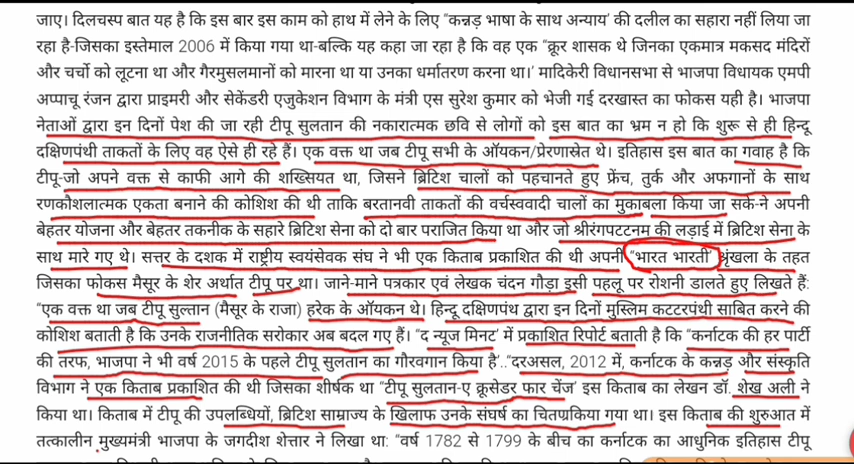 जाए। दिलचस्प बात यह है कि इस बार इस काम को हाथ में लेने के लिए "कन्नड़ भाषा के साथ अन्याय' की दलील का सहारा नहीं लिया जा
रहा है-जिसका इस्तेमाल 2006 में किया गया था-बल्कि यह कहा जा रहा है कि वह एक "क्रूर शासक थे जिनका एकमात्र मकसद मंदिरों
और चर्चो को लूटना था और गैरमुसलमानों को मारना था या उनका धर्मातरण करना था।' मादिकेरी विधानसभा से भाजपा विधायक एमपी
अप्पाचू रंजन द्वारा प्राइमरी और सेकेंडरी एजुकेशन विभाग के मंत्री एस सुरेश कुमार को भेजी गई दरखास्त का फोकस यही है। भाजपा
नेताओं द्वारा इन दिनों पेश की जा रही टीपू सुलतान की नकारात्मक छवि से लोगों को इस बात का भ्रम न हो कि शुरू से ही हिन्दू
दक्षिणपंथी ताकतों के लिए वह ऐसे ही रहे हैं। एक वक्त था जब टीपू सभी के ऑयकन/प्रेरणास्रेत थे। इतिहास इस बात का गवाह है कि
टीपू-जो अपने वक्त से काफी आगे की शख्सियत था, जिसने ब्रिटिश चालों को पहचानते हुए फ्रेंच, तुर्क और अफगानों के साथ
रणकौशलात्मक एकता बनाने की कोशिश की थी ताकि बरतानवी ताकतों की वर्चस्ववादी चालों का मुकाबला किया जा सके-ने अपनी
बेहतर योजना और बेहतर तकनीक के सहारे ब्रिटिश सेना को दो बार पराजित किया था और जो श्रीरंगपटटनम की लड़ाई में ब्रिटिश सेना के
साथ मारे गए थे। सत्तर के दशक में राष्ट्रीय स्वयंसेवक संघ ने भी एक किताब प्रकाशित की थी अपनी "भारत भारती' श्रृंखला के तहत
जिसका फोकस मैसूर के शेर अर्थात टीपू पर था। जाने-माने पत्रकार एवं लेखक चंदन गौड़ा इसी पहलू पर रोशनी डालते हुए लिखते हैं:
"एक वक्त था जब टीपू सुल्तान (मैसूर के राजा) हरेक के ऑयकन थे। हिन्दू दक्षिणपंथ द्वारा इन दिनों मुस्लिम कटटरपंथी साबित करने की
कोशिश बताती है कि उनके राजनीतिक सरोकार अब बदल गए हैं। "द न्यूज मिनट' में प्रकाशित रिपोर्ट बताती है कि "कर्नाटक की हर पार्टी
की तरफ, भाजपा ने भी वर्ष 2015 के पहले टीपू सुलतान का गौरवगान किया है'.."दरअसल, 2012 में, कर्नाटक के कन्नड़ और संस्कृति
विभाग ने एक किताब प्रकाशित की थी जिसका शीर्षक था "टीपू सुलतान-ए क्रूसेडर फार चेंज' इस किताब का लेखन डॉ. शेख अली ने
किया था। किताब में टीपू की उपलब्धियों, ब्रिटिश साम्राज्य के खिलाफ उनके संघर्ष का चित्रणकिया गया था। इस किताब की शुरुआत में
तत्कालीन मुख्यमंत्री भाजपा के जगदीश शेत्तार ने लिखा था: "वर्ष 1782 से 1799 के बीच का कर्नाटक का आधुनिक इतिहास टीपू